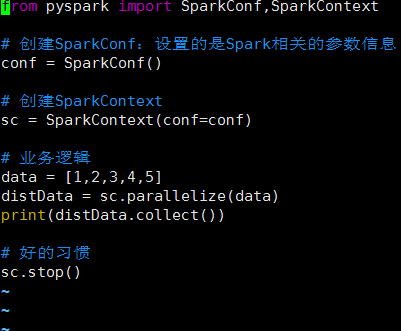 from pyspark import SparkConf,SparkContext
# 创建SparkConf：设置的是Spark相关的参数信息
conf = SparkConf()
# 创建SparkContext
sc = SparkContext(conf=conf)
# 业务逻辑
data = [1,2,3,4,5]
distData = sc.parallelize(data)
print(distData.collect())
# 好的习惯
sc.stop()
~
~
~